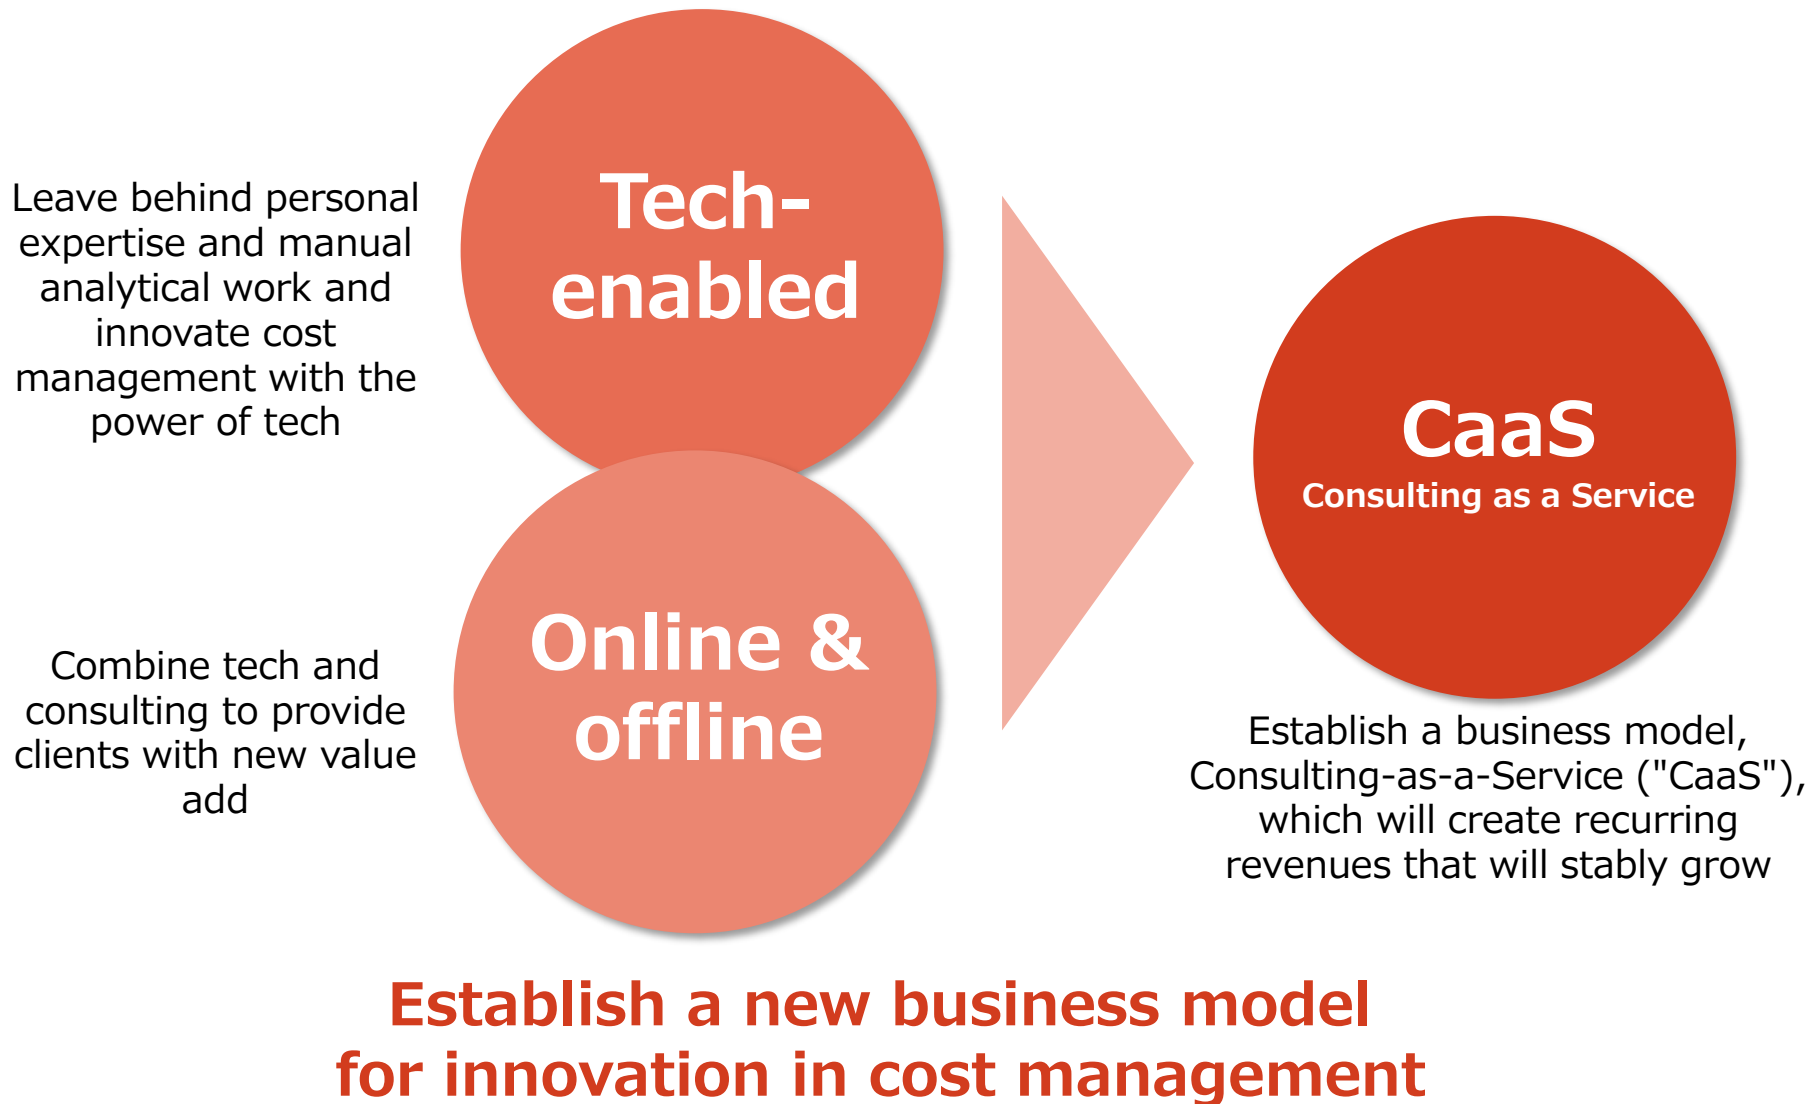 Leave behind personal
expertise and manual
analytical work and
innovate cost
management with the
power of tech
Tech-
enabled
Combine tech and
consulting to provide
clients with new value
add
Online &
offline
CaaS
Consulting as a Service
Establish a business model,
Consulting-as-a-Service ("CaaS"),
which will create recurring
revenues that will stably grow
Establish a new business model
for innovation in cost management